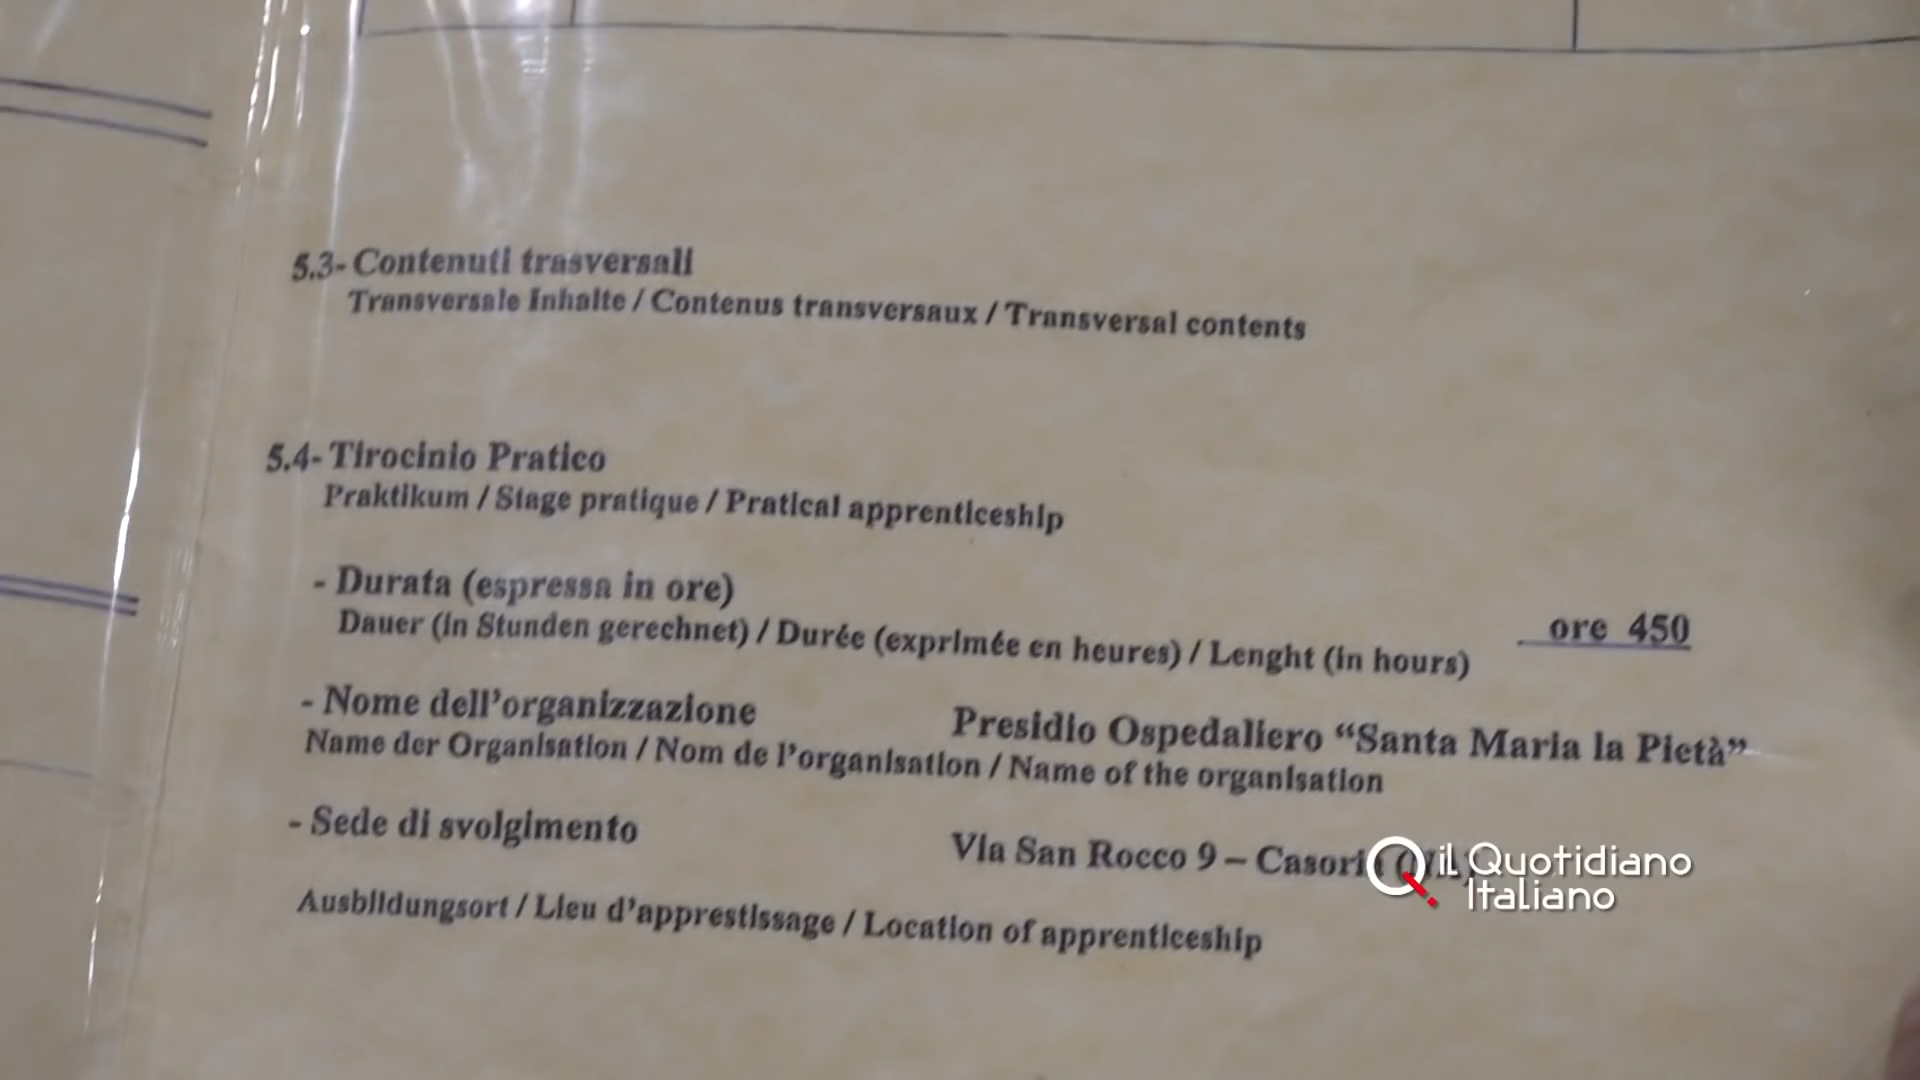 5.3- Contenuti trasversali
Transversale Inhalte / Contenus transversaux / Transversal contents
5.4- Tirocinio Pratico
Praktikum / Stage pratique / Pratical apprenticeship
- Durata (espressa in ore)
ore 450
Dauer (in Stunden gerechnet) / Durée (exprimée en heures) / Lenght (in hours)
- Nome dell'organizzazione Presidio Ospedaliero “Santa Maria la Pietà”
Name der Organisation / Nom de l'organisation / Name of the organisation
- Sede di svolgimento Via San Rocco 9 – Casoria
Ausbildungsort / Lieu d'apprestissage / Location of apprenticeship
il Quotidiano
Italiano